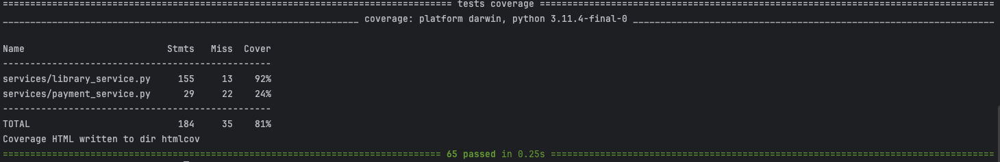 ================================================================================== tests coverage ===================================================================================
_________________________________________________________________ coverage: platform darwin, python 3.11.4-final-0 __________________________________________________________________
Name                          Stmts   Miss  Cover
-------------------------------------------------
services/library_service.py     155     13    92%
services/payment_service.py      29     22    24%
-------------------------------------------------
TOTAL                           184     35    81%
Coverage HTML written to dir htmlcov
================================================================================ 65 passed in 0.25s =================================================================================